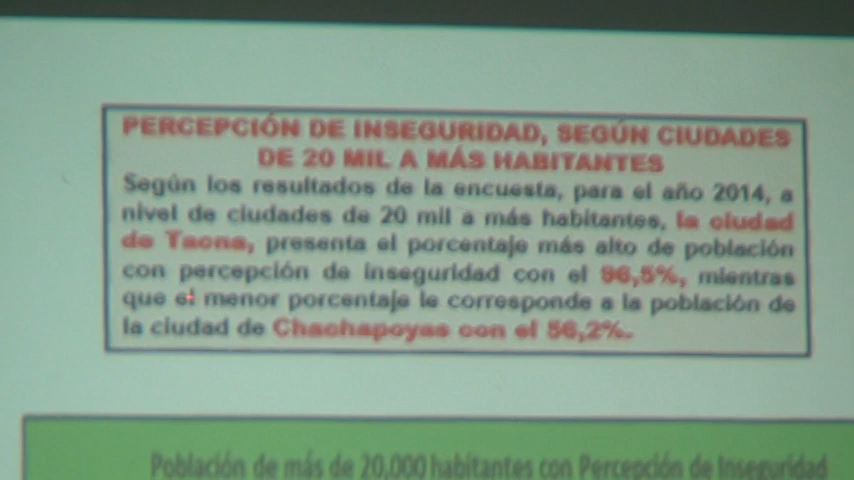 PERCEPCIÓN DE INSEGURIDAD, SEGÚN CIUDADES
DE 20 MIL A MÁS HABITANTES
Según los resultados de la encuesta, para el año 2014, a
nivel de ciudades de 20 mil a más habitantes, la ciudad
de Tacna, presenta el porcentaje más alto de población
con percepción de inseguridad con el 96,5%, mientras
que el menor porcentaje le corresponde a la población de
la ciudad de Chachapoyas con el 56,2%.
Población de más de 20,000 habitantes con Percepción de Inseguridad